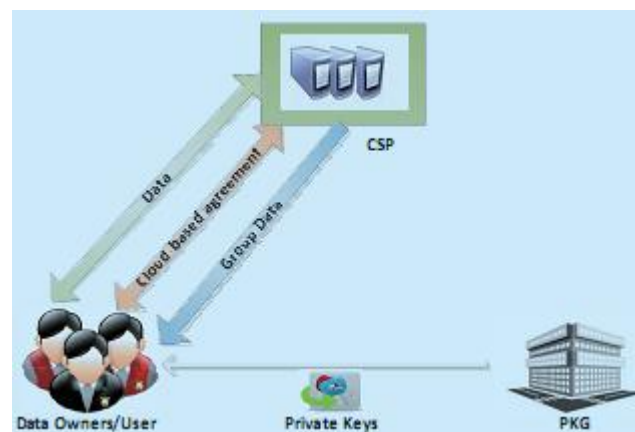 CSP
Data
Cloud based agreement
Group Data
Data Owners/User
Private Keys
PKG